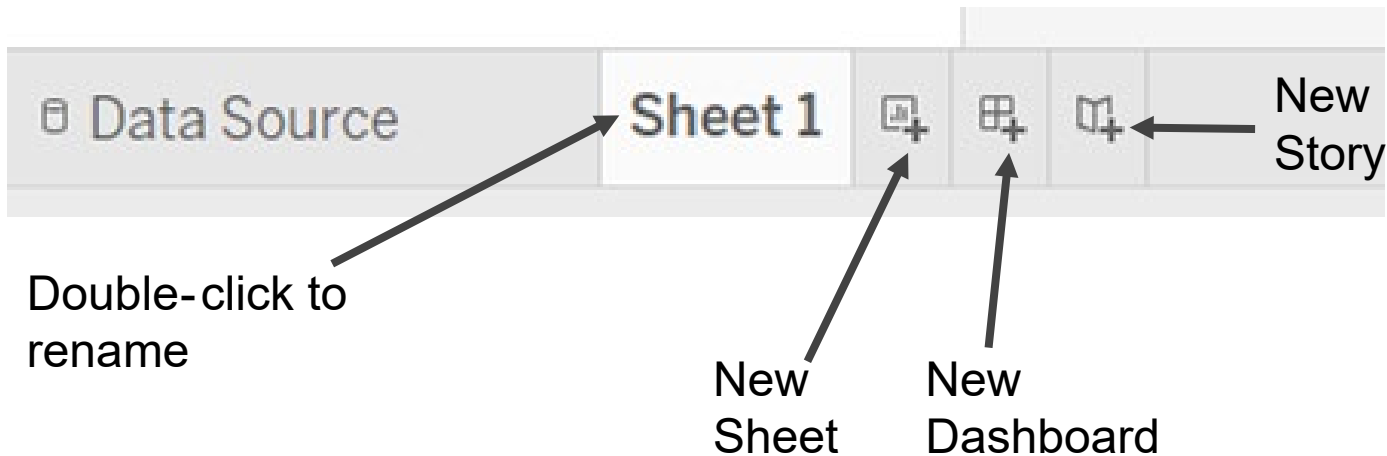 Data Source
Sheet 1
New
Story
Double-click to
rename
New
Sheet
New
Dashboard